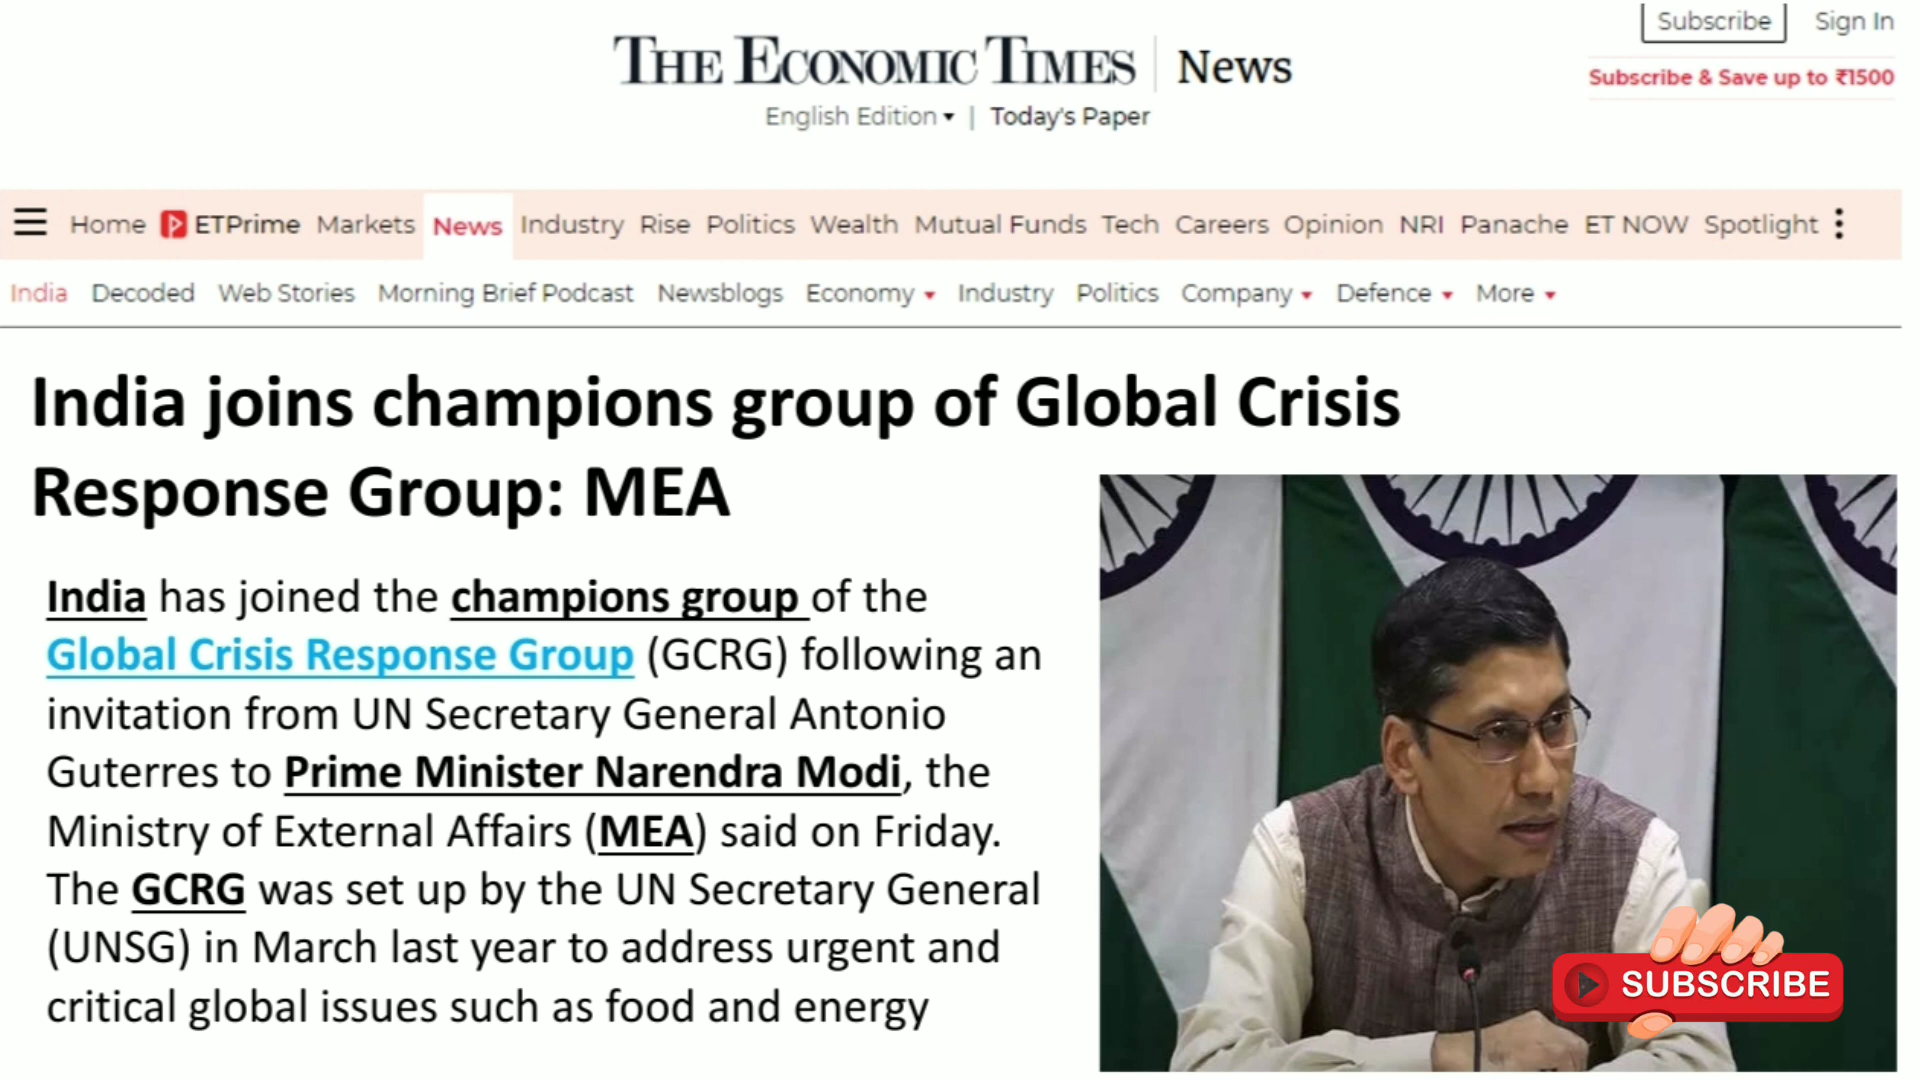 Subscribe Sign In
THE ECONOMIC TIMES | News
Subscribe & Save up to ₹1500
English Edition ▾ | Today's Paper
Home ETPrime Markets News Industry Rise Politics Wealth Mutual Funds Tech Careers Opinion NRI Panache ET NOW Spotlight
India Decoded Web Stories Morning Brief Podcast Newsblogs Economy Industry Politics Company Defence More
India joins champions group of Global Crisis
Response Group: MEA
India has joined the champions group of the
Global Crisis Response Group (GCRG) following an
invitation from UN Secretary General Antonio
Guterres to Prime Minister Narendra Modi, the
Ministry of External Affairs (MEA) said on Friday.
The GCRG was set up by the UN Secretary General
(UNSG) in March last year to address urgent and
critical global issues such as food and energy
SUBSCRIBE